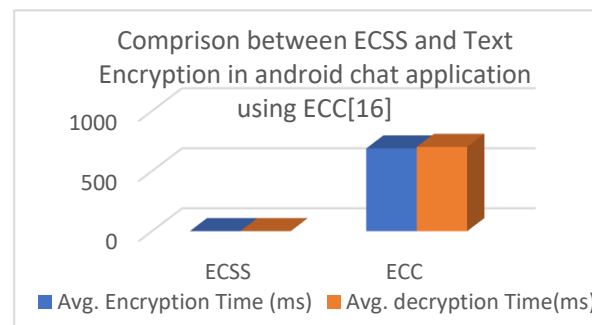 Comprison between ECSS and Text
Encryption in android chat application
using ECC[16]
1000
500
0
ECSS ECC
Avg. Encryption Time (ms) Avg. decryption Time(ms)